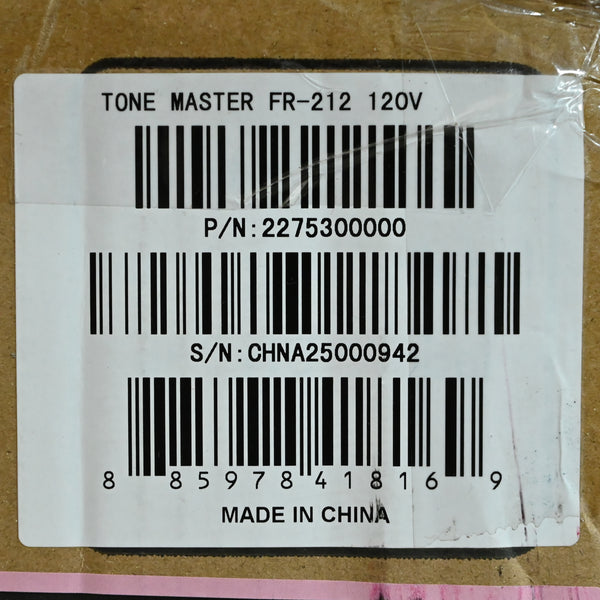 TONE MASTER FR-212 120V
P/N:2275300000
S/N:CHNA25000942
8 85978 41816 9
MADE IN CHINA